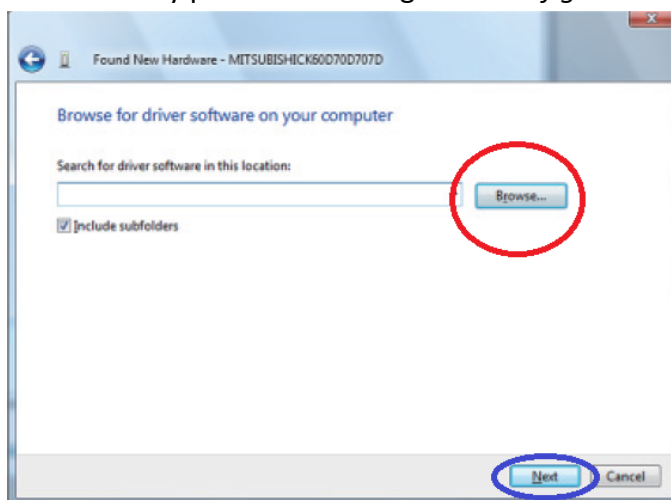 Found New Hardware - MITSUBISHICK60D70D707D
Browse for driver software on your computer
Search for driver software in this location:
Browse...
Include subfolders
Next
Cancel